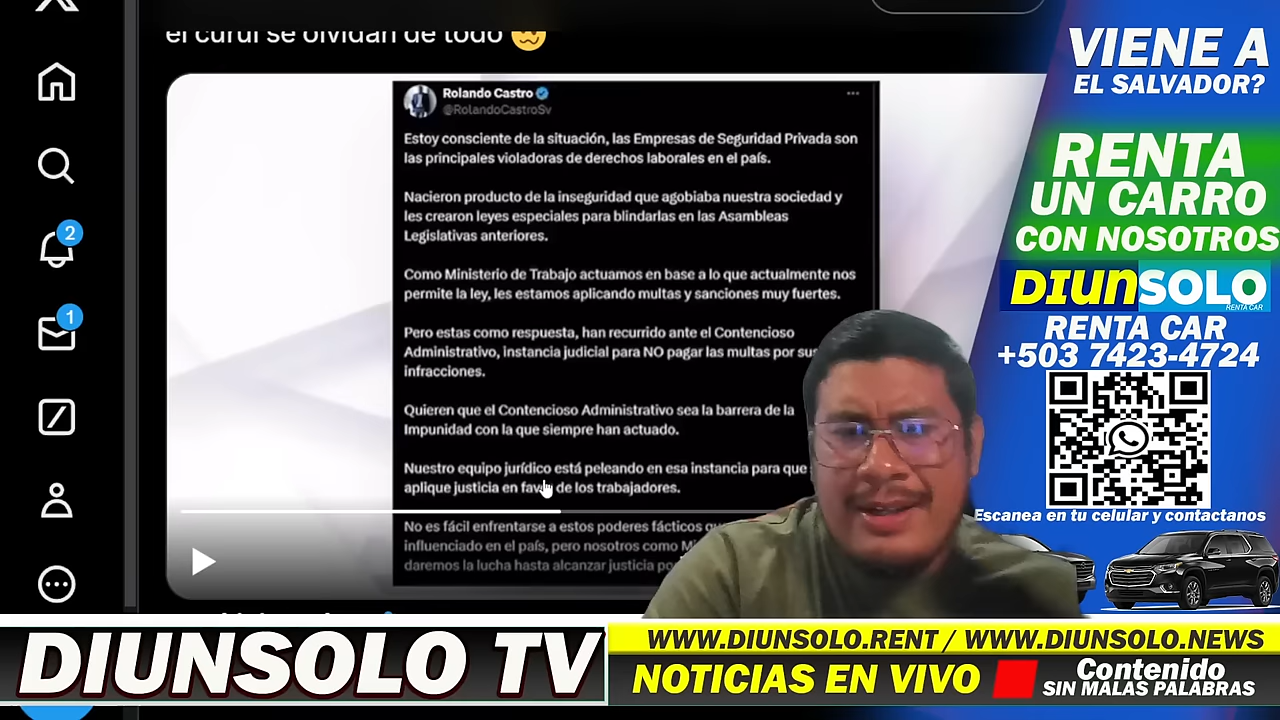 el curul se olvidan de todo
Rolando Castro
@RolandoCastroSv
Estoy consciente de la situación, las Empresas de Seguridad Privada son
las principales violadoras de derechos laborales en el país.
Nacieron producto de la inseguridad que agobiaba nuestra sociedad y
les crearon leyes especiales para blindarlas en las Asambleas
Legislativas anteriores.
Como Ministerio de Trabajo actuamos en base a lo que actualmente nos
permite la ley, les estamos aplicando multas y sanciones muy fuertes.
Pero estas como respuesta, han recurrido ante el Contencioso
Administrativo, instancia judicial para NO pagar las multas por sus
infracciones.
Quieren que el Contencioso Administrativo sea la barrera de la
Impunidad con la que siempre han actuado.
Nuestro equipo jurídico está peleando en esa instancia para que
aplique justicia en favor de los trabajadores.
No es fácil enfrentarse a estos poderes fácticos
influenciado en el país, pero nosotros como
daremos la lucha hasta alcanzar justicia
2
1
VIENE A
EL SALVADOR?
RENTA
UN CARRO
CON NOSOTROS
DIUNSOLO
RENTA CAR
RENTA CAR
+503 7423-4724
Escanea en tu celular y contactanos
DIUNSOLO TV
WWW.DIUNSOLO.RENT / WWW.DIUNSOLO.NEWS
NOTICIAS EN VIVO
Contenido
SIN MALAS PALABRAS